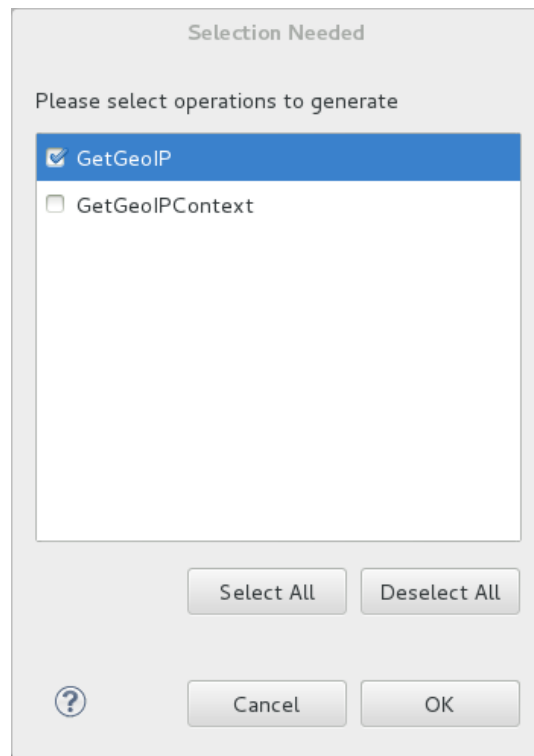 Selection Needed
Please select operations to generate
GetGeoIP
GetGeoIPContext
Select All Deselect All
? Cancel OK